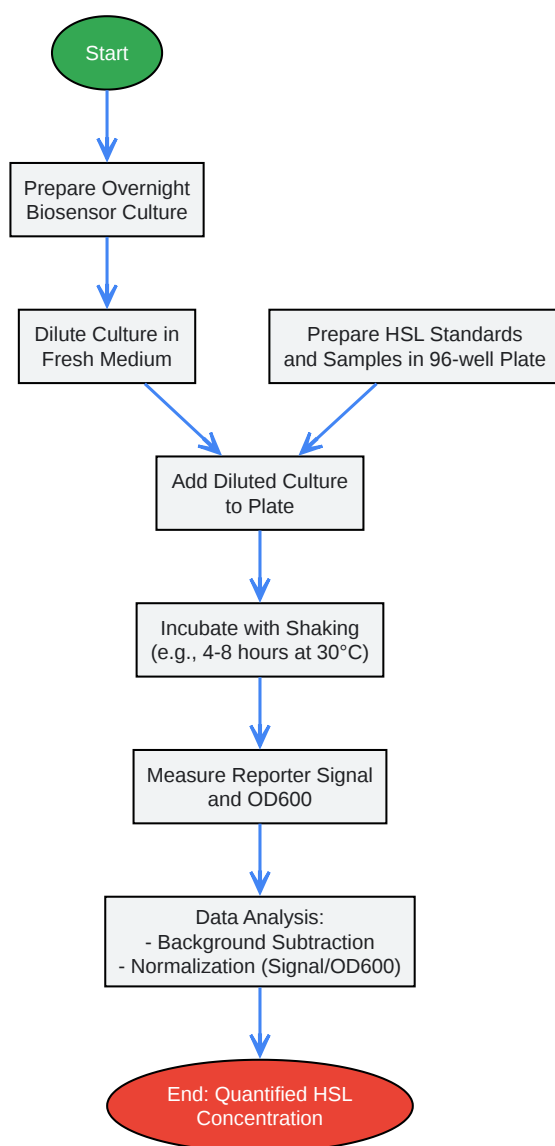 Start
Prepare Overnight
Biosensor Culture
Dilute Culture in
Fresh Medium
Prepare HSL Standards
and Samples in 96-well Plate
Add Diluted Culture
to Plate
Incubate with Shaking
(e.g., 4-8 hours at 30°C)
Measure Reporter Signal
and OD600
Data Analysis:
- Background Subtraction
- Normalization (Signal/OD600)
End: Quantified HSL
Concentration